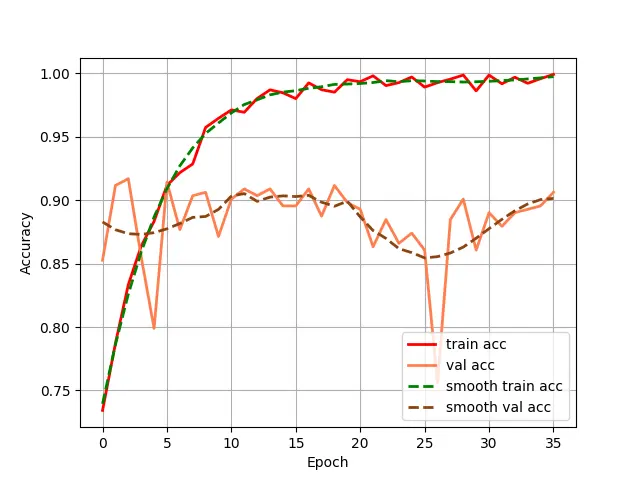 1.00
0.95
0.90
0.85
0.80
0.75
Accuracy
train acc
val acc
smooth train acc
smooth val acc
0 5 10 15 20 25 30 35
Epoch